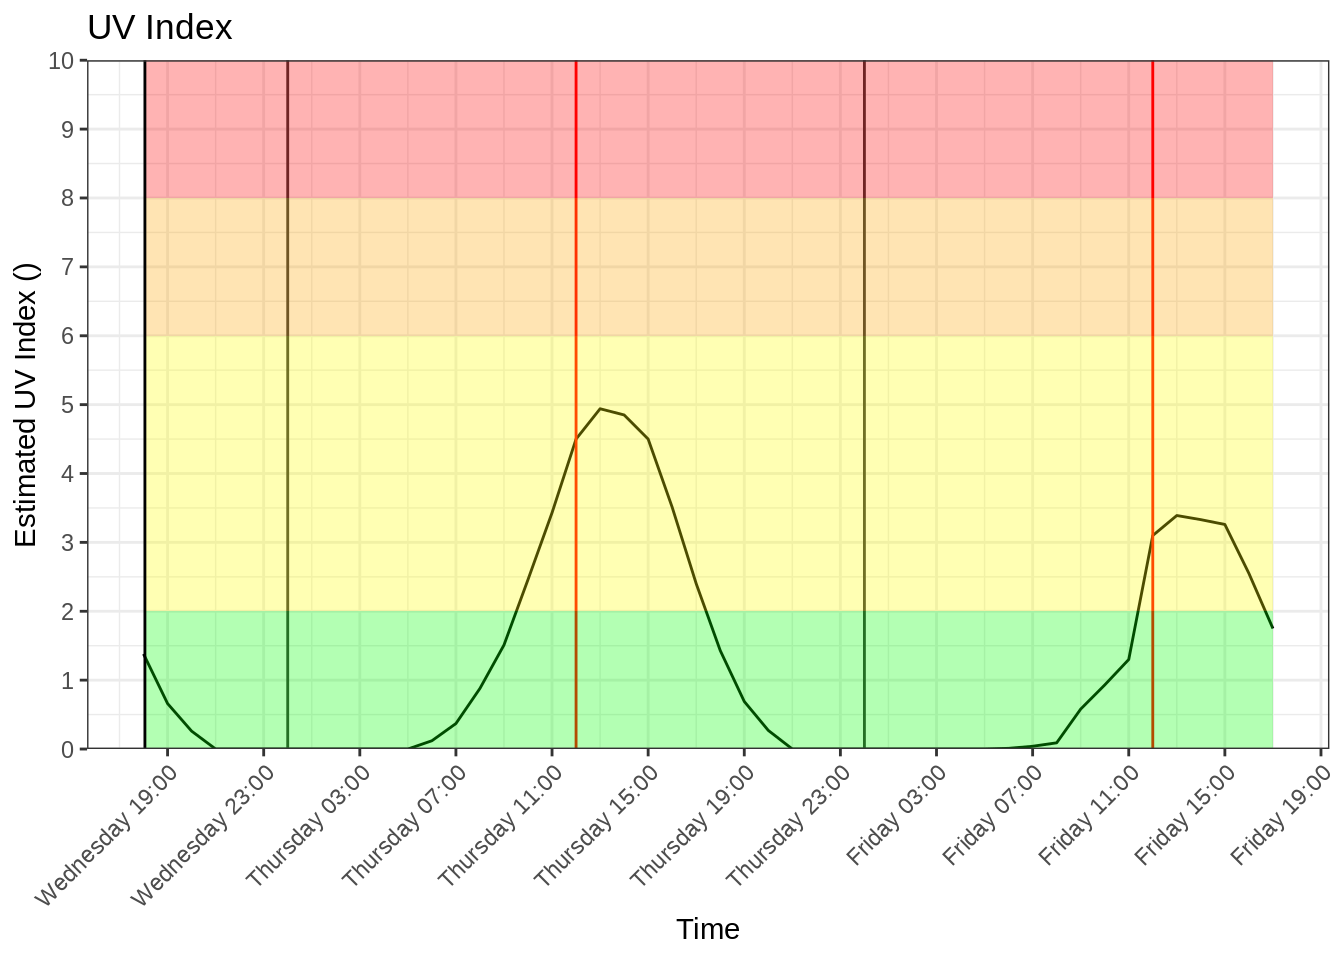 UV Index
Estimated UV Index ()
10
9
8
7
6
5
4
3
2
1
0
Wednesday 19:00
Wednesday 23:00
Thursday 03:00
Thursday 07:00
Thursday 11:00
Thursday 15:00
Thursday 19:00
Thursday 23:00
Friday 03:00
Friday 07:00
Friday 11:00
Friday 15:00
Friday 19:00
Time